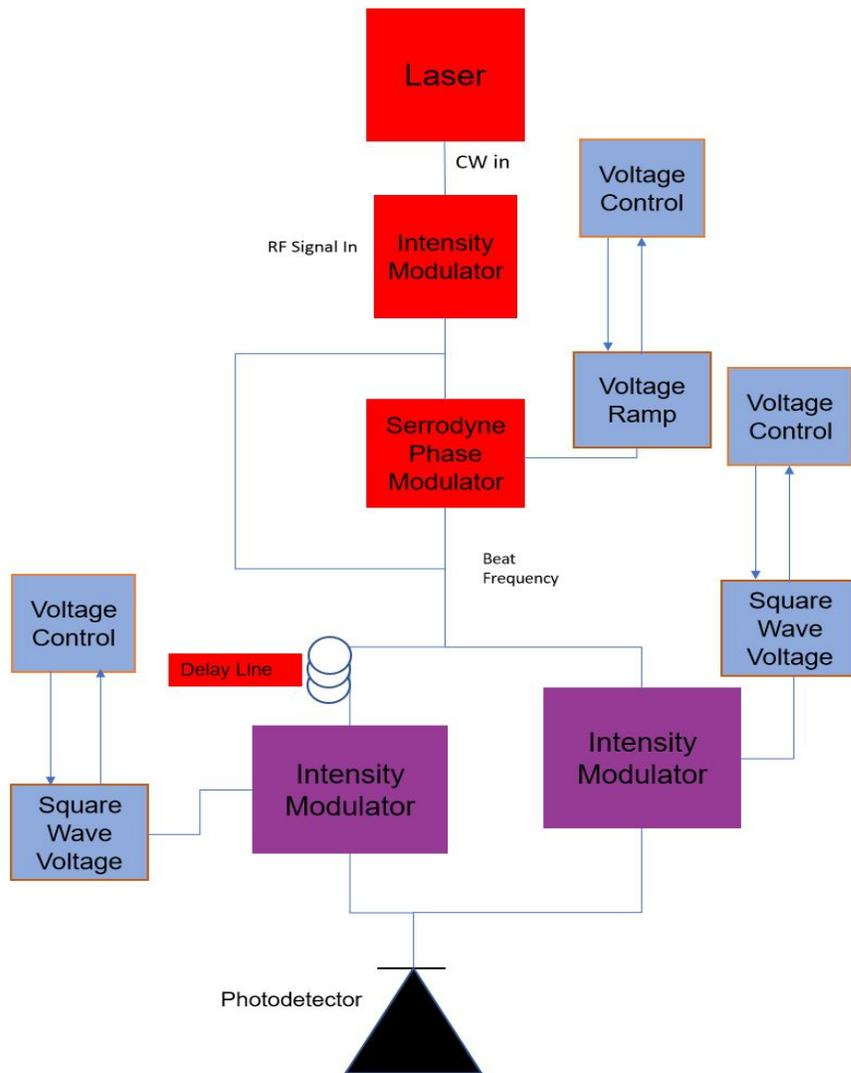 Laser
CW in
Voltage
Control
RF Signal In
Intensity
Modulator
Voltage
Ramp
Voltage
Control
Serrodyne
Phase
Modulator
Beat
Frequency
Voltage
Control
Square
Wave
Voltage
Delay Line
Intensity
Modulator
Intensity
Modulator
Square
Wave
Voltage
Photodetector